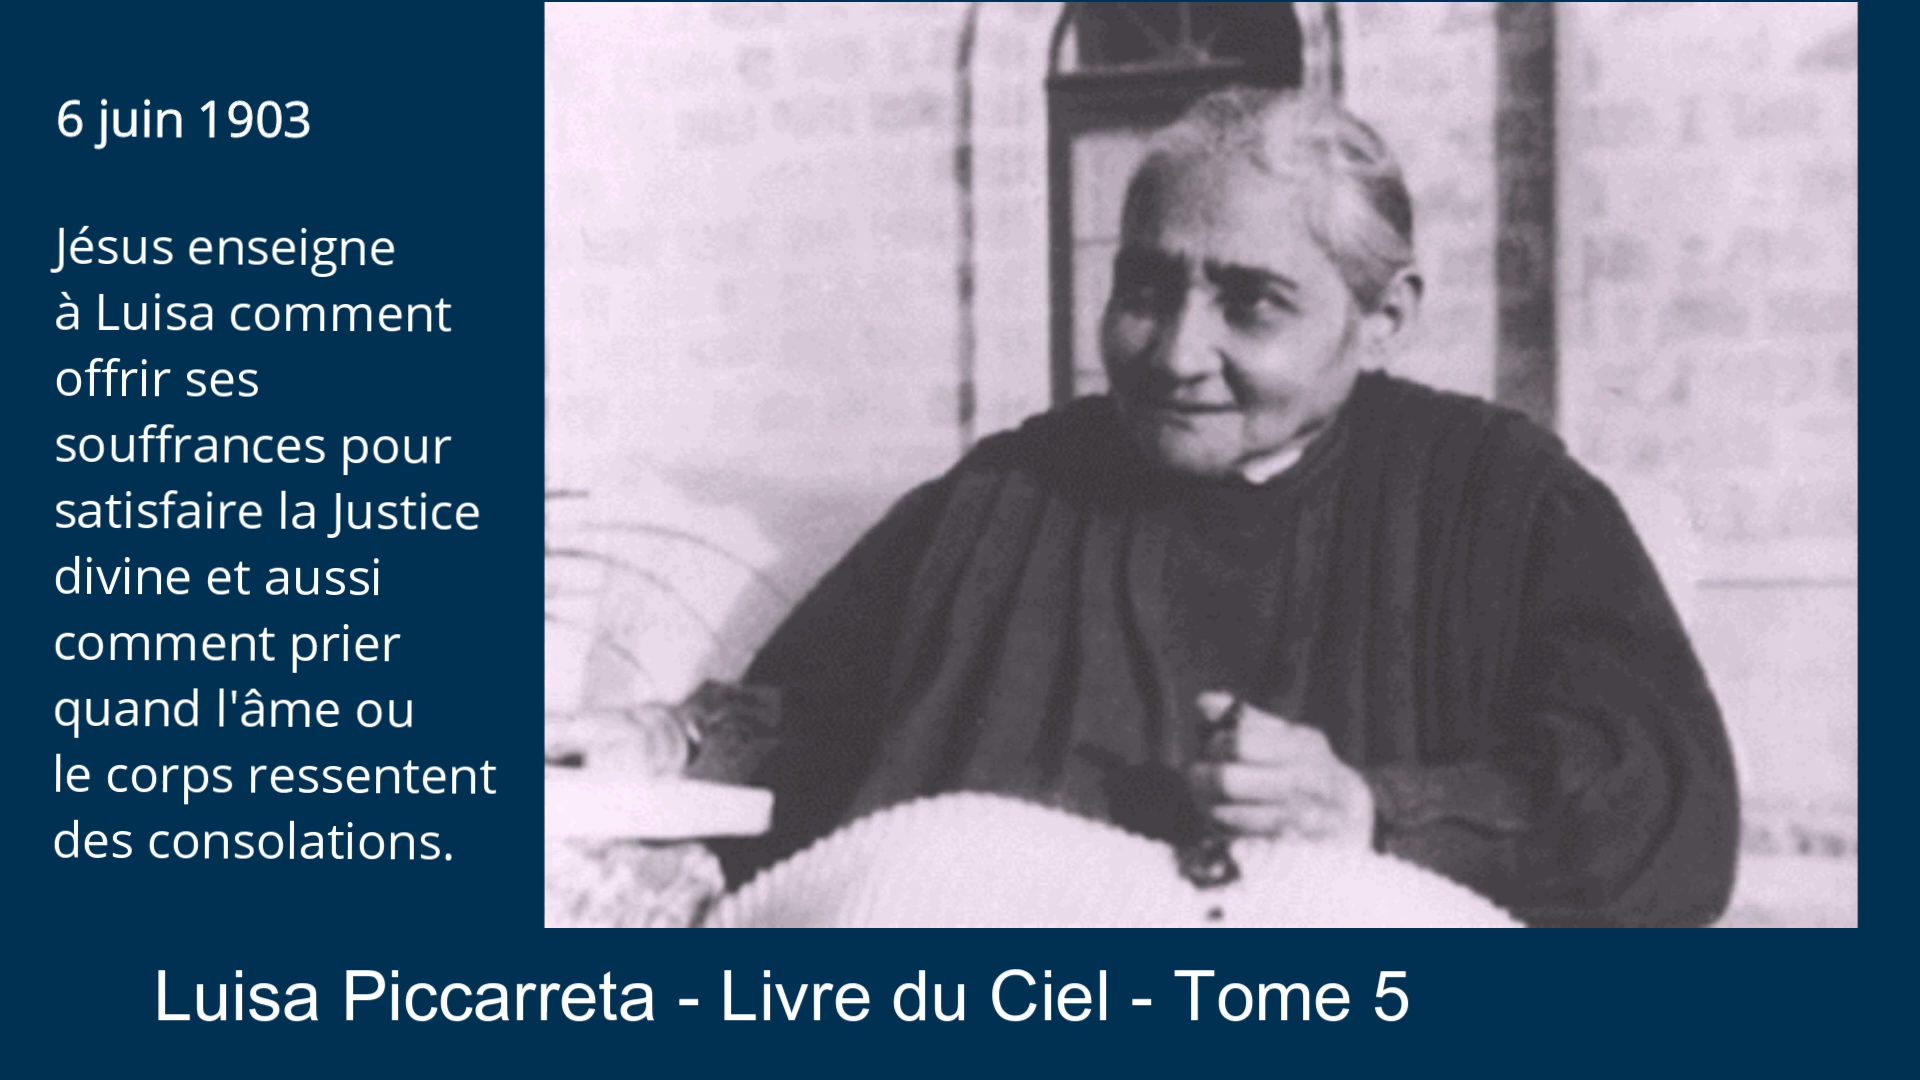 6 juin 1903
Jésus enseigne
à Luisa comment
offrir ses
souffrances pour
satisfaire la Justice
divine et aussi
comment prier
quand l'âme ou
le corps ressentent
des consolations.
Luisa Piccarreta - Livre du Ciel - Tome 5